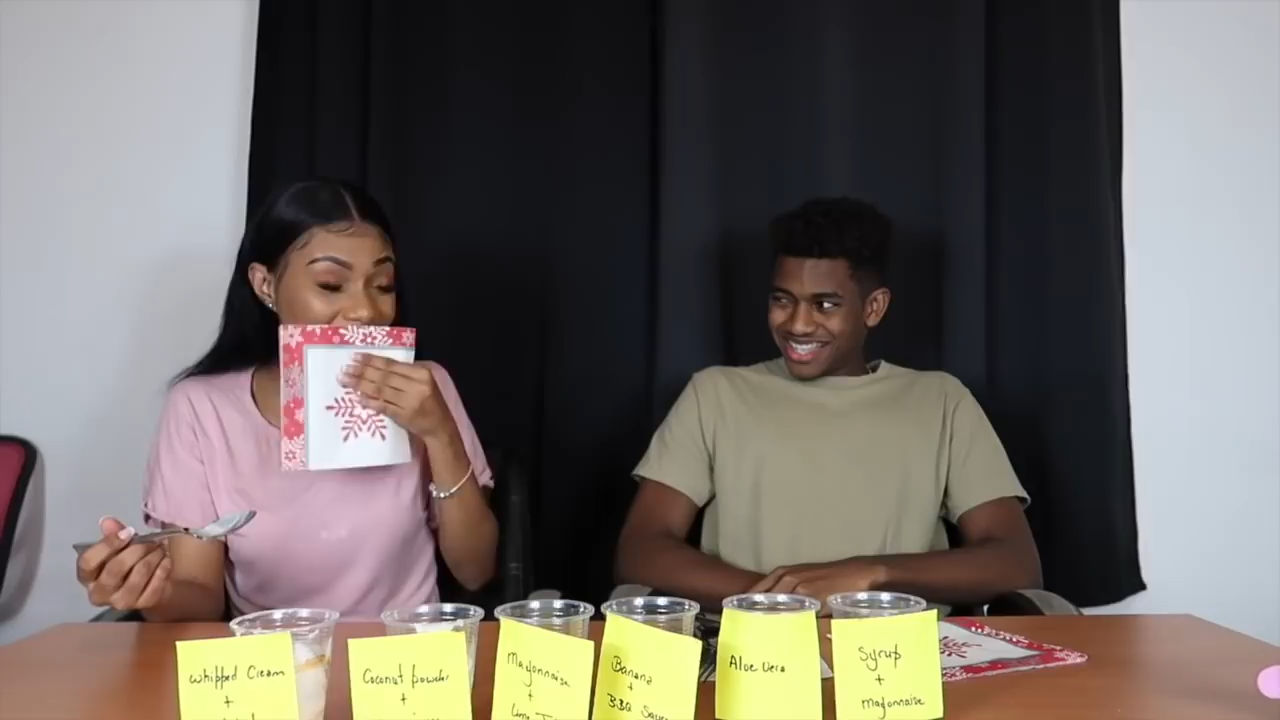 Whipped Cream
+
Coconut powder
+
Mayonnaise
+
Banana
+
BBQ Sauce
Aloe Vera
Syrup
+
mayonnaise